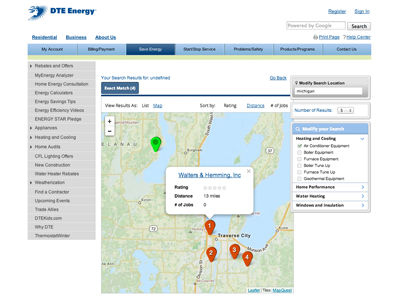 DTE Energy
Register Sign In
Powered by Google Search
Print Page Help Center
Residential Business About Us
My Account Billing/Payment Save Energy Start/Stop Service Problems/Safety Products/Programs Contact Us
Rebates and Offers
MyEnergy Analyzer
Home Energy Consultation
Energy Calculators
Energy Savings Tips
Energy Efficiency Videos
ENERGY STAR Pledge
Appliances
Heating and Cooling
Home Audits
CFL Lighting Offers
New Construction
Water Heater Rebates
Weatherization
Find a Contractor
Upcoming Events
Trade Allies
DTEKids.com
Why DTE
ThermostatWinter
Your Search Results for: undefined
Go Back
Exact Match (4)
View Results As: List Map
Sort by: Rating Distance # of Jobs
+
−
LELANAU
Walters & Hemming, Inc
Rating
Distance 13 miles
# of Jobs 0
1
Traverse City
2
3
4
Leaflet | Tiles: MapQuest
Modify Search Location
michigan
Number of Results: 5
Modify your Search
Heating and Cooling
Air Conditioner Equipment
Boiler Equipment
Furnace Equipment
Boiler Tune Up
Furnace Tune Up
Geothermal Equipment
Home Performance
Water Heating
Windows and Insulation